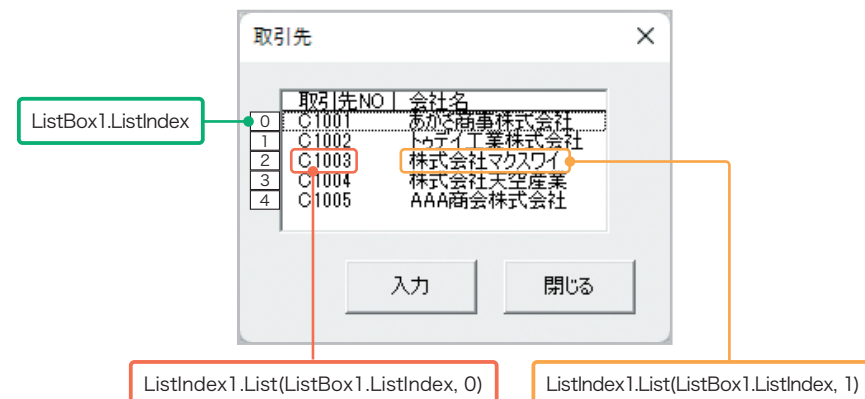 取引先
取引先NO 会社名
ListBox1.ListIndex
0 C1001 あかさ商事株式会社
1 C1002 トゥデイ工業株式会社
2 C1003 株式会社マクスワイ
3 C1004 株式会社天空産業
4 C1005 AAA商会株式会社
入力 閉じる
ListIndex1.List(ListBox1.ListIndex, 0) ListIndex1.List(ListBox1.ListIndex, 1)